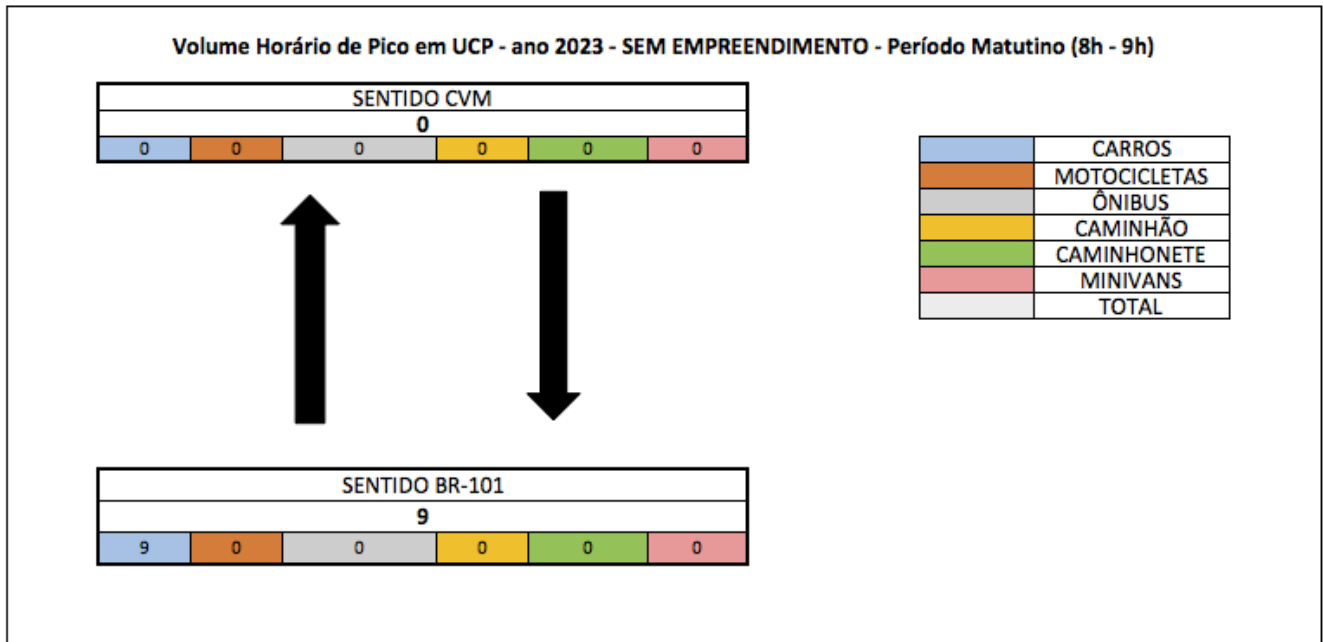 Volume Horário de Pico em UCP - ano 2023 - SEM EMPREENDIMENTO - Período Matutino (8h - 9h)
SENTIDO CVM
0
0 0 0 0 0 0
CARROS
MOTOCICLETAS
ÔNIBUS
CAMINHÃO
CAMINHONETE
MINIVANS
TOTAL
SENTIDO BR-101
9
9 0 0 0 0 0